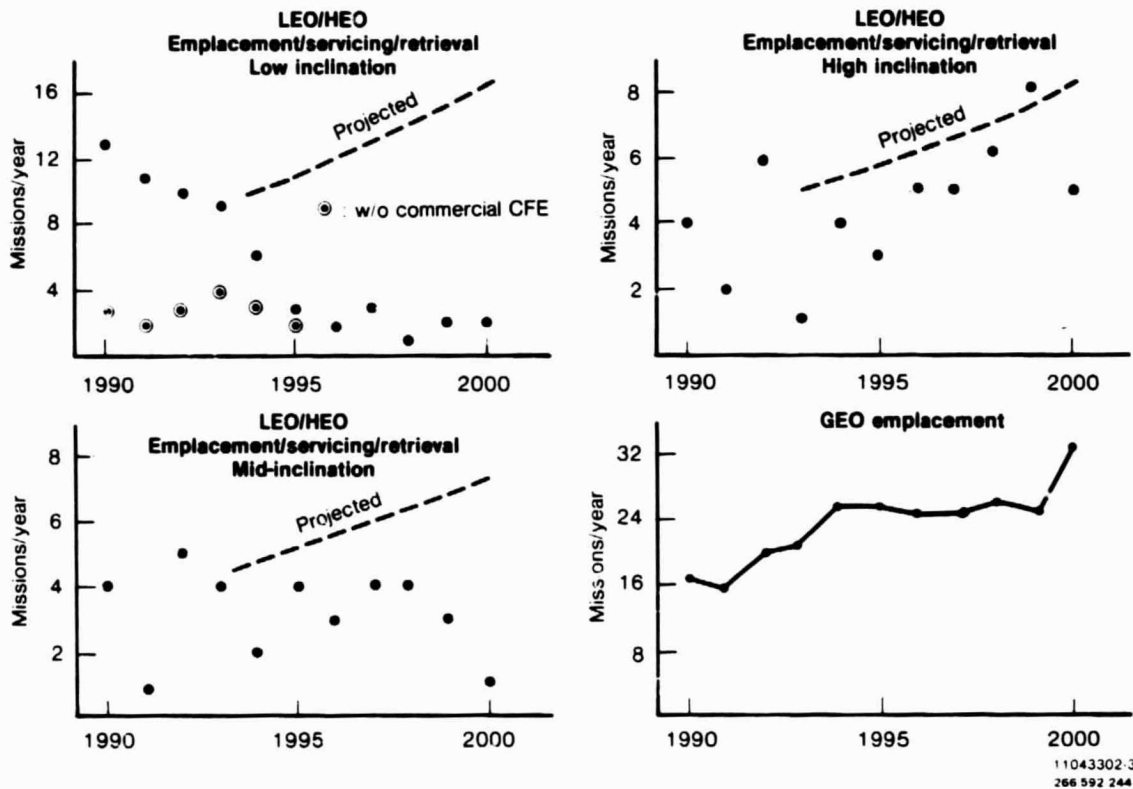 LEO/HEO
Emplacement/servicing/retrieval
Low inclination
Missions/year
16
12
8
4
Projected
: w/o commercial CFE
1990
1995
2000
LEO/HEO
Emplacement/servicing/retrieval
High inclination
Missions/year
8
6
4
2
Projected
1990
1995
2000
LEO/HEO
Emplacement/servicing/retrieval
Mid-inclination
Missions/year
8
6
4
2
Projected
1990
1995
2000
GEO emplacement
Missions/year
32
24
16
8
1990
1995
2000
11043302-3
266 592 244